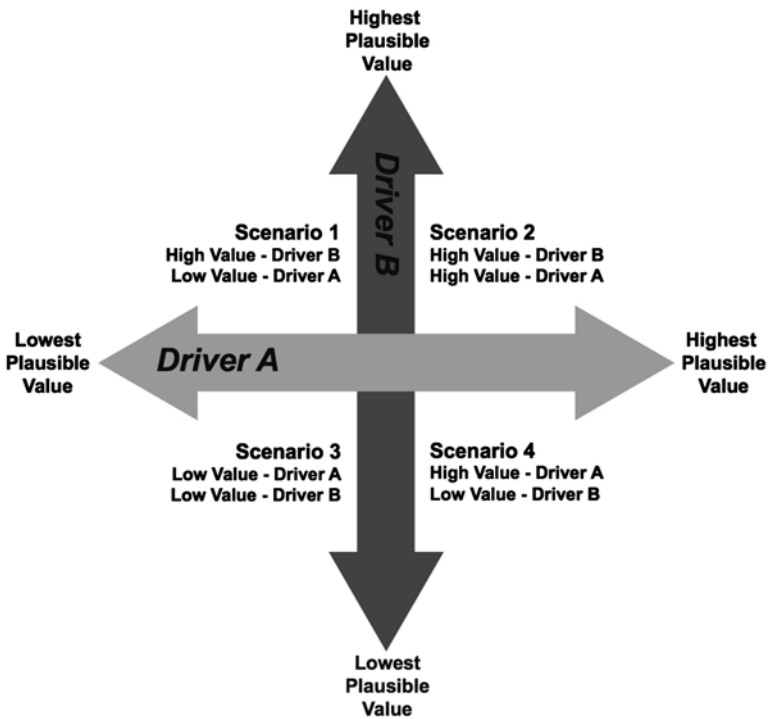 Highest
Plausible
Value
Driver B
Scenario 1
High Value - Driver B
Low Value - Driver A
Scenario 2
High Value - Driver B
High Value - Driver A
Lowest
Plausible
Value
Driver A
Highest
Plausible
Value
Scenario 3
Low Value - Driver A
Low Value - Driver B
Scenario 4
High Value - Driver A
Low Value - Driver B
Lowest
Plausible
Value